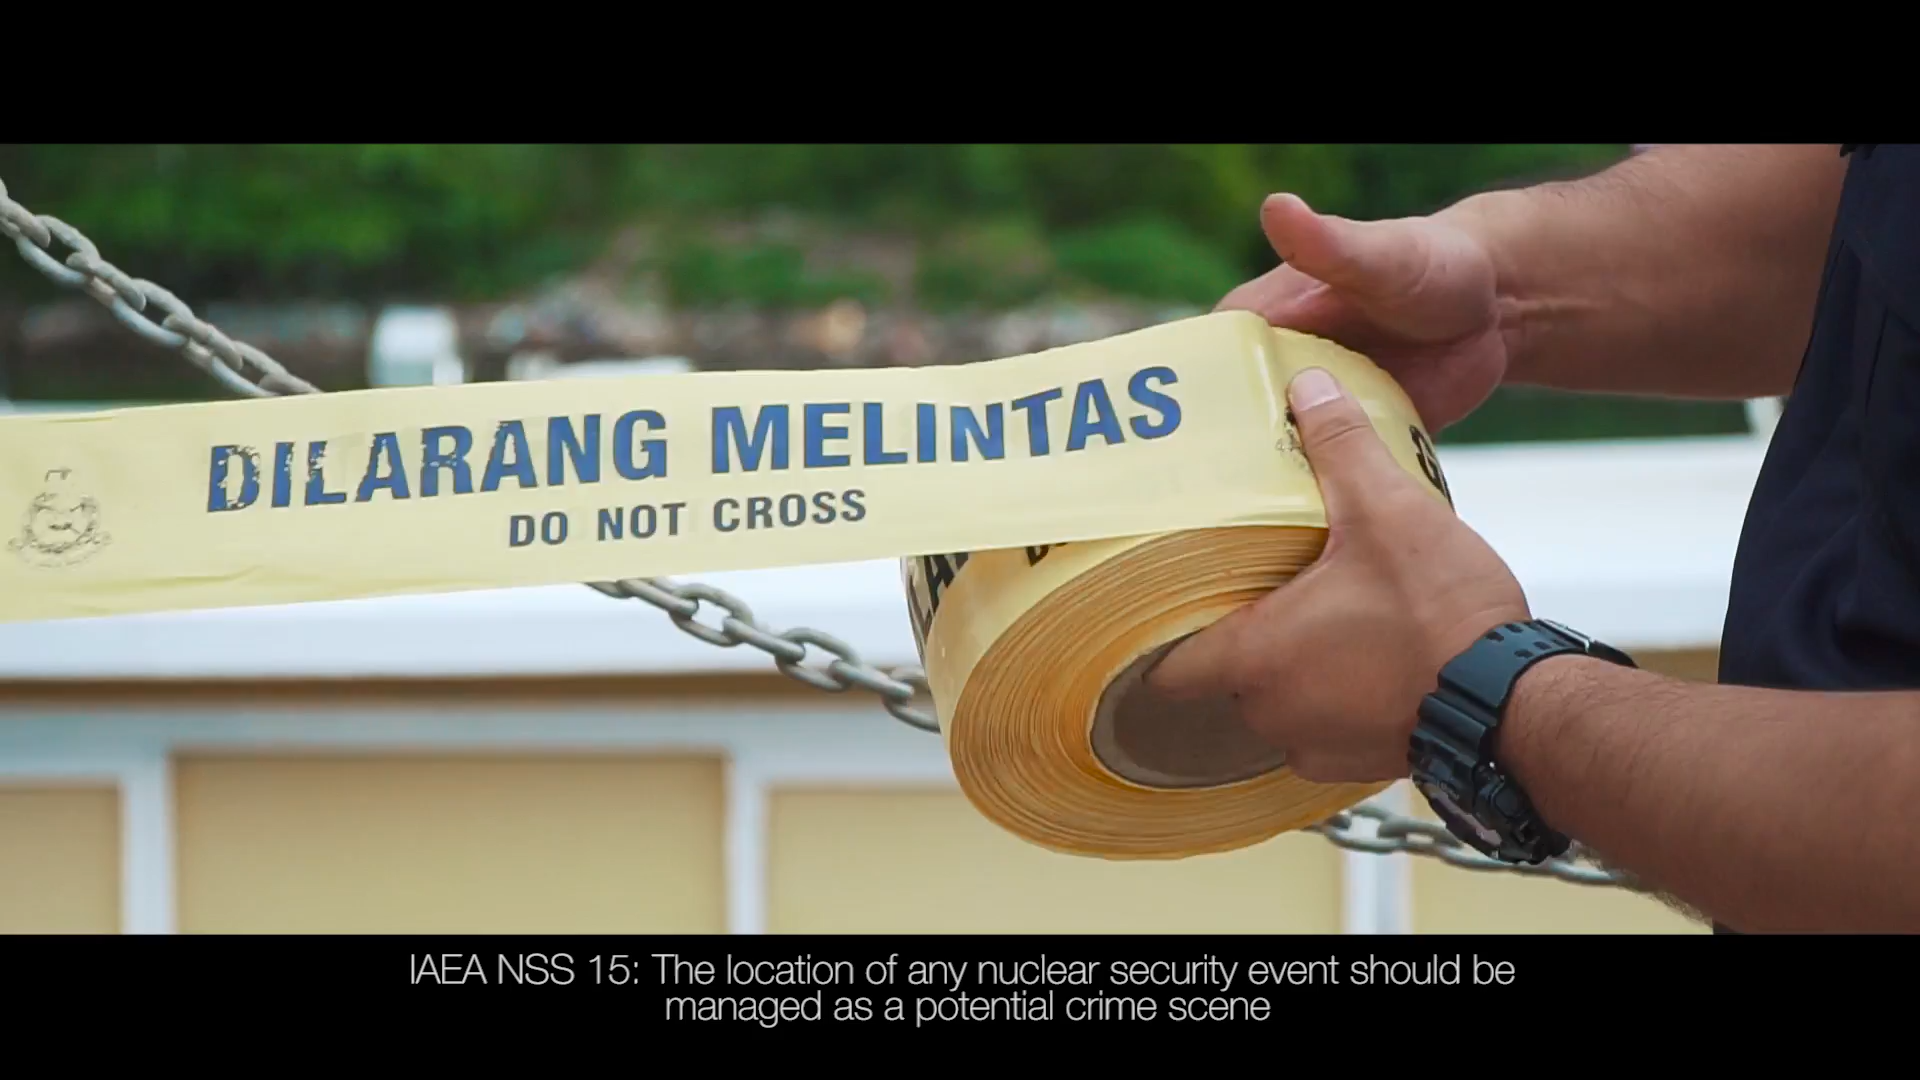 DILARANG MELINTAS
DO NOT CROSS
IAEA NSS 15: The location of any nuclear security event should be
managed as a potential crime scene